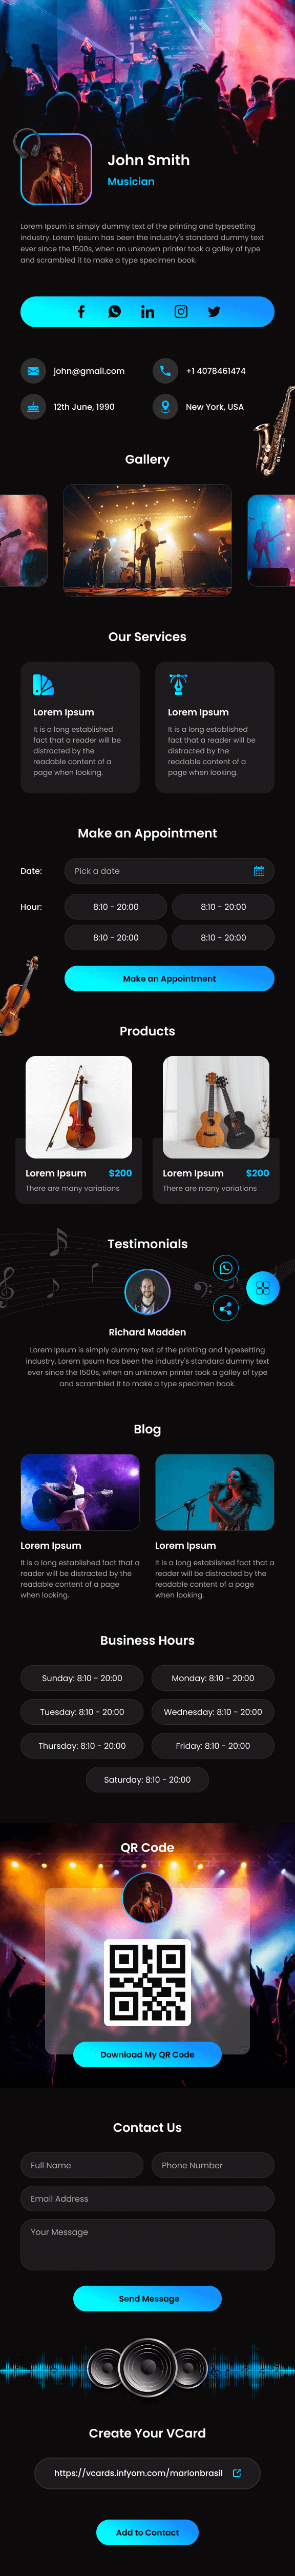 John Smith
Musician
Lorem Ipsum is simply dummy text of the printing and typesetting
industry. Lorem Ipsum has been the industry's standard dummy text
ever since the 1500s, when an unknown printer took a galley of type
and scrambled it to make a type specimen book.
john@gmail.com
+1 4078461474
12th June, 1990
New York, USA
Gallery
Our Services
Lorem Ipsum
It is a long established
fact that a reader will be
distracted by the
readable content of a
page when looking.
Lorem Ipsum
It is a long established
fact that a reader will be
distracted by the
readable content of a
page when looking.
Make an Appointment
Date:
Pick a date
Hour:
8:10 - 20:00
8:10 - 20:00
8:10 - 20:00
8:10 - 20:00
Make an Appointment
Products
Lorem Ipsum $200
There are many variations
Lorem Ipsum $200
There are many variations
Testimonials
Richard Madden
Lorem Ipsum is simply dummy text of the printing and typesetting
industry. Lorem Ipsum has been the industry's standard dummy text
ever since the 1500s, when an unknown printer took a galley of type
and scrambled it to make a type specimen book.
Blog
Lorem Ipsum
It is a long established fact that a
reader will be distracted by the
readable content of a page
when looking.
Lorem Ipsum
It is a long established fact that a
reader will be distracted by the
readable content of a page
when looking.
Business Hours
Sunday: 8:10 - 20:00
Monday: 8:10 - 20:00
Tuesday: 8:10 - 20:00
Wednesday: 8:10 - 20:00
Thursday: 8:10 - 20:00
Friday: 8:10 - 20:00
Saturday: 8:10 - 20:00
QR Code
Download My QR Code
Contact Us
Full Name
Phone Number
Email Address
Your Message
Send Message
Create Your VCard
https://vcards.infyom.com/marlonbrasil
Add to Contact